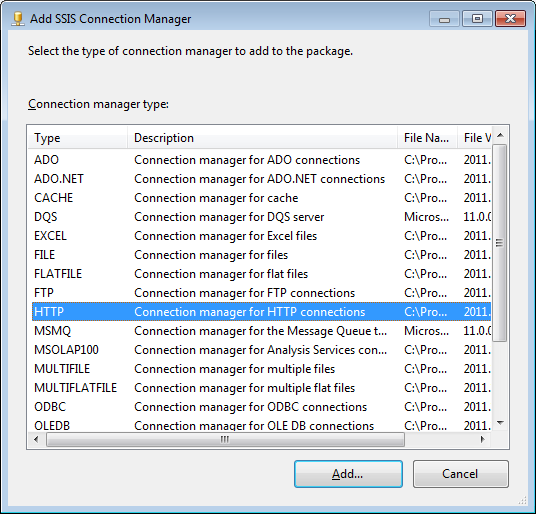 Add SSIS Connection Manager
Select the type of connection manager to add to the package.
Connection manager type:
Type Description File Na... File V
ADO Connection manager for ADO connections C:\Pro... 2011.
ADO.NET Connection manager for ADO.NET connections C:\Pro... 2011.
CACHE Connection manager for cache C:\Pro... 2011.
DQS Connection manager for DQS server Micros... 11.0.0
EXCEL Connection manager for Excel files C:\Pro... 2011.
FILE Connection manager for files C:\Pro... 2011.
FLATFILE Connection manager for flat files C:\Pro... 2011.
FTP Connection manager for FTP connections C:\Pro... 2011.
HTTP Connection manager for HTTP connections C:\Pro... 2011.
MSMQ Connection manager for the Message Queue t... Micros... 11.0.0
MSOLAP100 Connection manager for Analysis Services con... C:\Pro... 2011.
MULTIFILE Connection manager for multiple files C:\Pro... 2011.
MULTIFLATFILE Connection manager for multiple flat files C:\Pro... 2011.
ODBC Connection manager for ODBC connections C:\Pro... 2011.
OLEDB Connection manager for OLE DB connections C:\Pro... 2011.
Add... Cancel